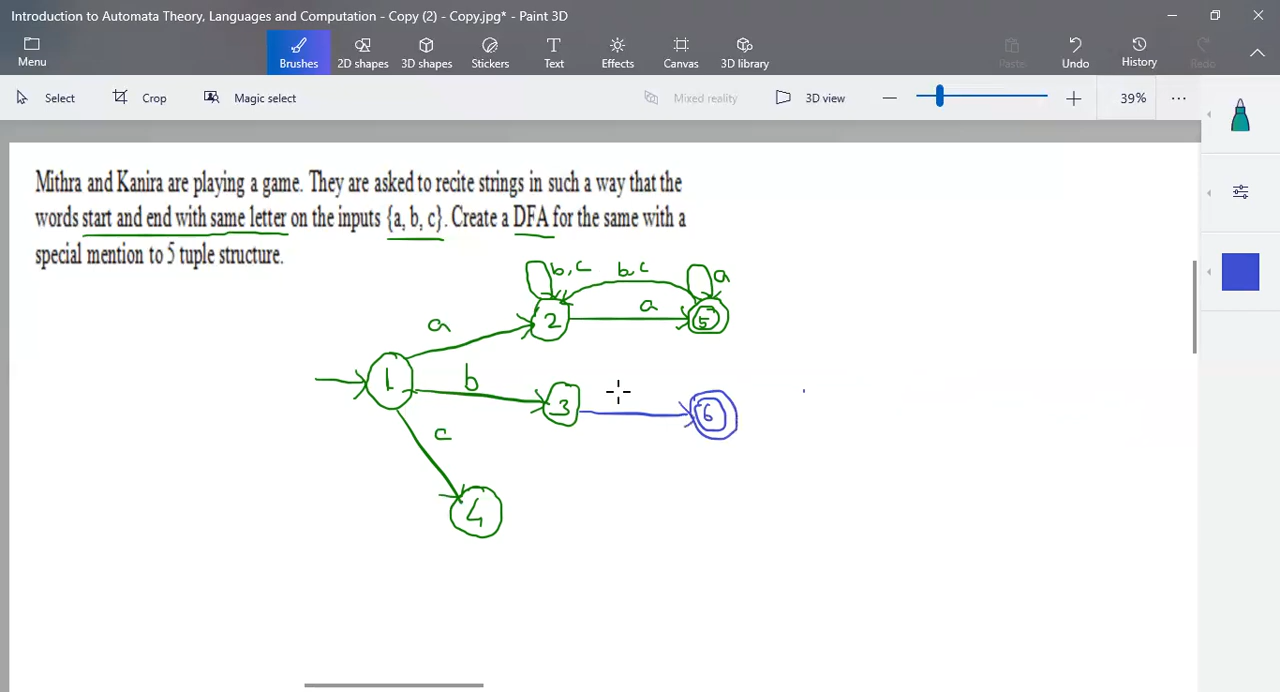 Introduction to Automata Theory, Languages and Computation - Copy (2) - Copy.jpg* - Paint 3D
Menu
Brushes
2D shapes
3D shapes
Stickers
Text
Effects
Canvas
3D library
Paste
Undo
History
Redo
Select
Crop
Magic select
Mixed reality
3D view
39%
Mithra and Kanira are playing a game. They are asked to recite strings in such a way that the
words start and end with same letter on the inputs {a, b, c}. Create a DFA for the same with a
special mention to 5 tuple structure.
b, c
b,c
a
a
a
2
5
1
b
3
6
c
4